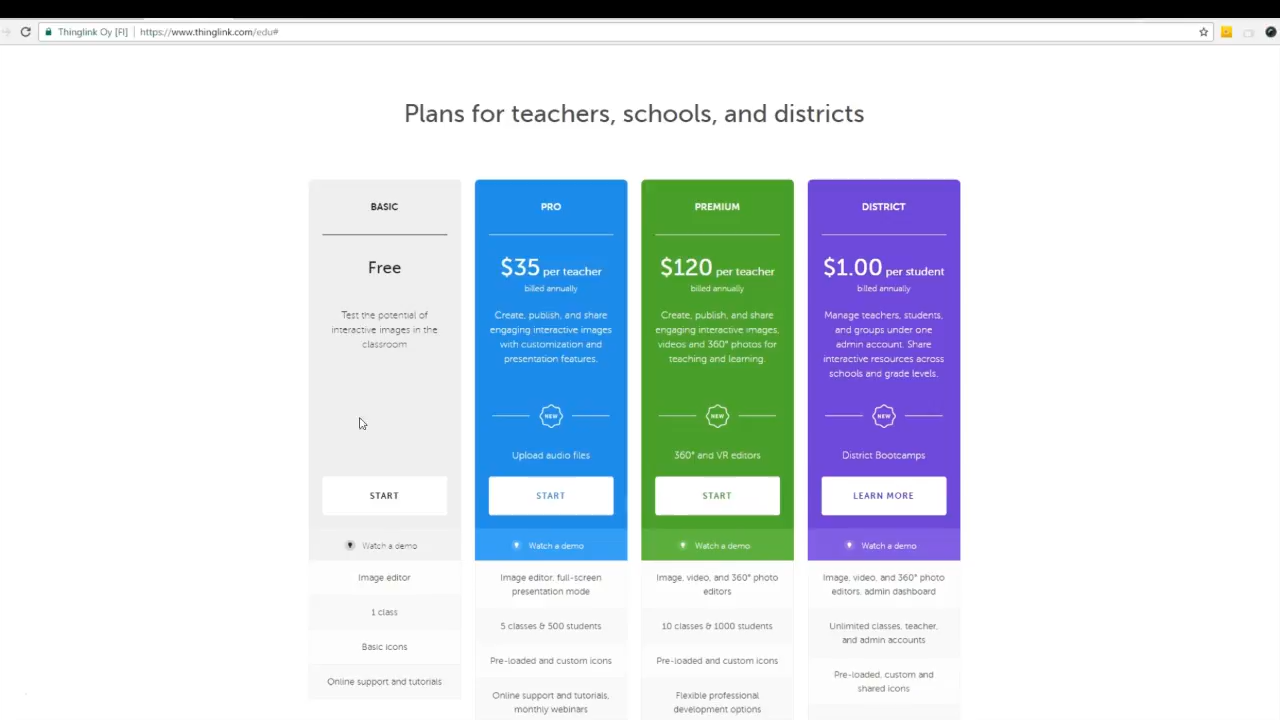 Thinglink Oy [FI] https://www.thinglink.com/edu#
Plans for teachers, schools, and districts
BASIC
Free
Test the potential of
interactive images in the
classroom
START
Watch a demo
Image editor
1 class
Basic icons
Online support and tutorials
PRO
$35 per teacher
billed annually
Create, publish, and share
engaging interactive images
with customization and
presentation features.
NEW
Upload audio files
START
Watch a demo
Image editor, full-screen
presentation mode
5 classes & 500 students
Pre-loaded and custom icons
Online support and tutorials,
monthly webinars
PREMIUM
$120 per teacher
billed annually
Create, publish, and share
engaging interactive images,
videos and 360° photos for
teaching and learning.
NEW
360° and VR editors
START
Watch a demo
Image, video, and 360° photo
editors
10 classes & 1000 students
Pre-loaded and custom icons
Flexible professional
development options
DISTRICT
$1.00 per student
billed annually
Manage teachers, students,
and groups under one
admin account. Share
interactive resources across
schools and grade levels.
NEW
District Bootcamps
LEARN MORE
Watch a demo
Image, video, and 360° photo
editors, admin dashboard
Unlimited classes, teacher,
and admin accounts
Pre-loaded, custom and
shared icons